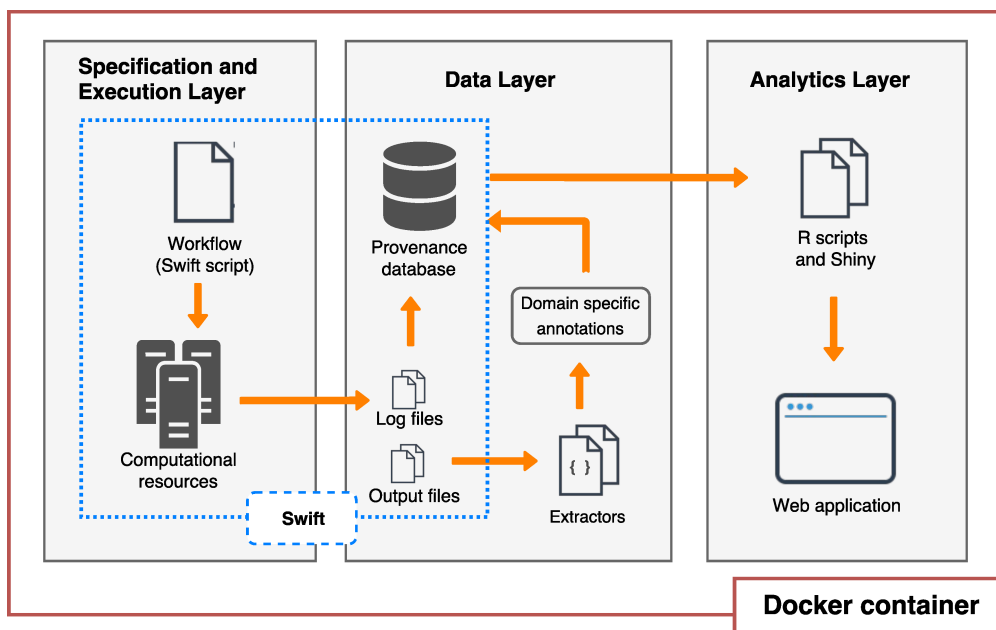 Specification and
Execution Layer
Data Layer
Analytics Layer
Workflow
(Swift script)
Provenance
database
R scripts
and Shiny
Domain specific
annotations
Log files
Computational
resources
Output files
{ }
Extractors
Web application
Swift
Docker container